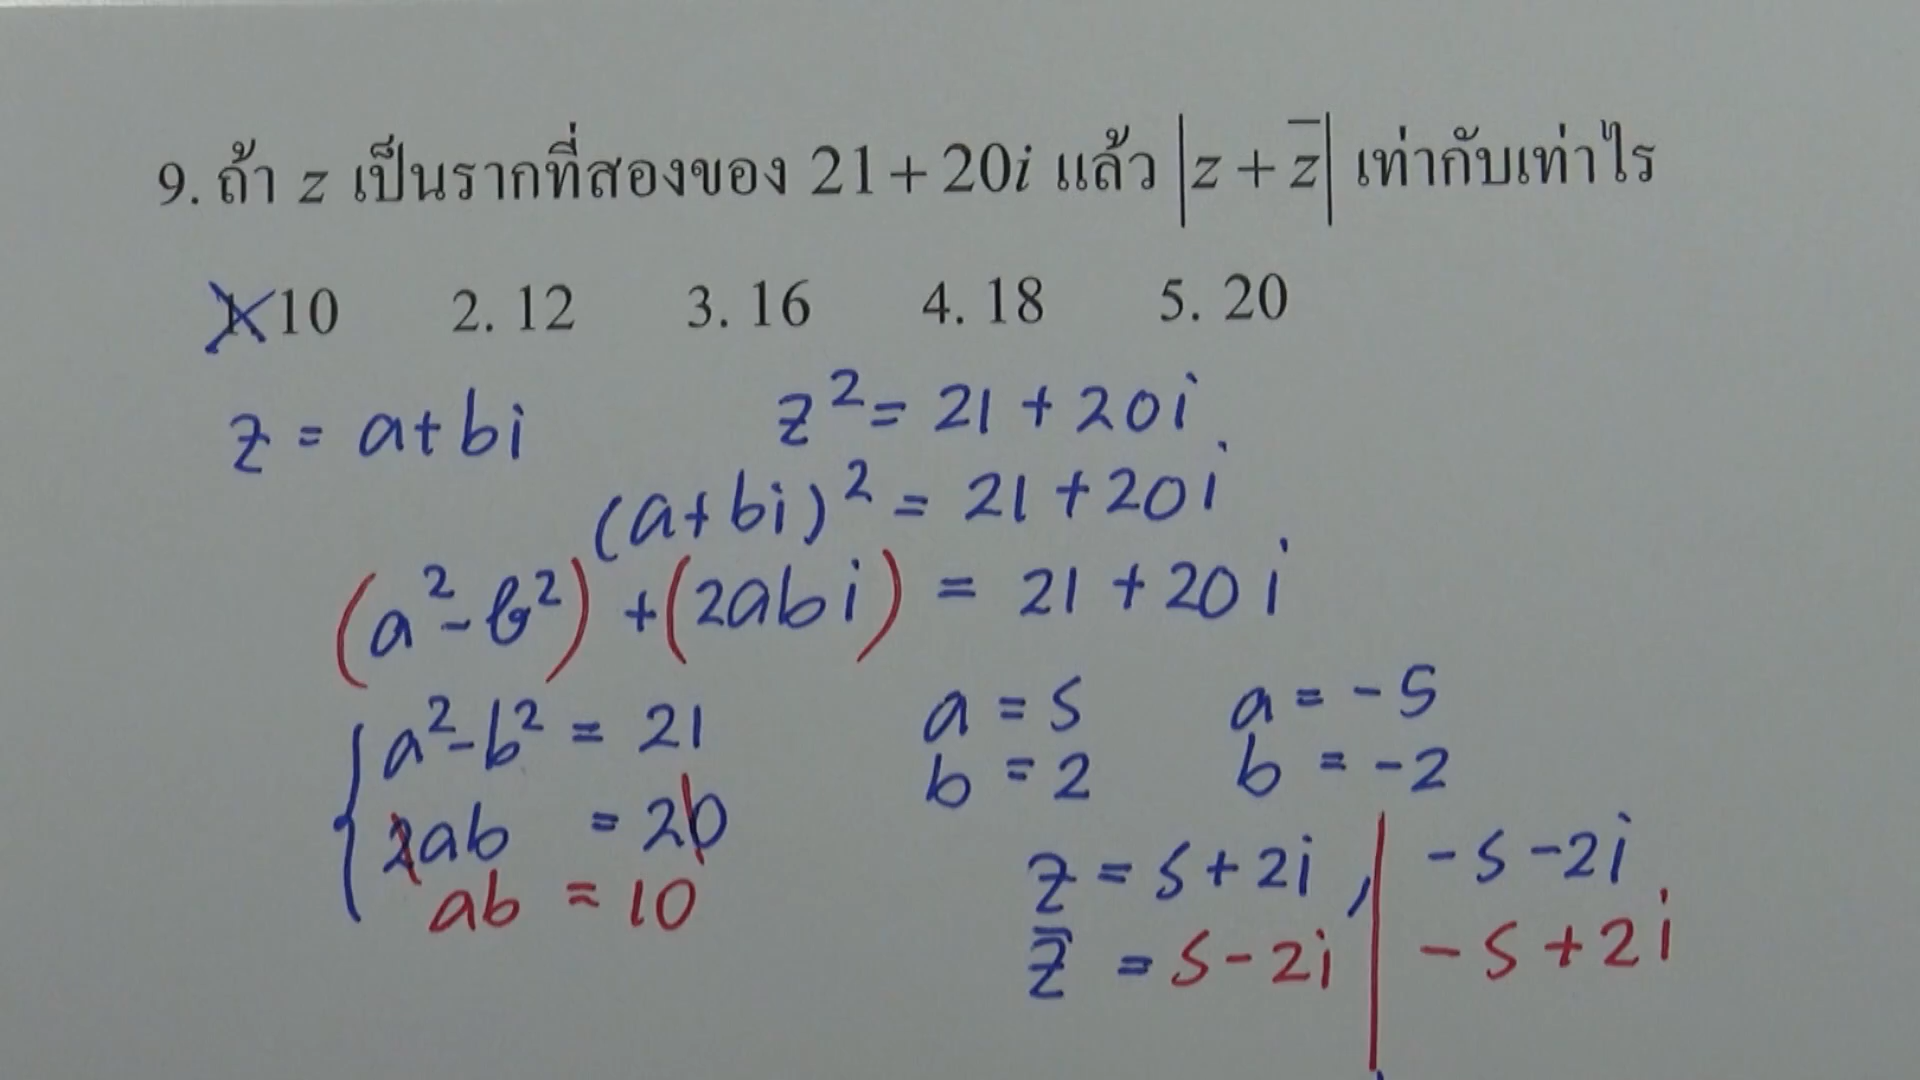 9. ถ้า z เป็นรากที่สองของ 21+20i แล้ว |z + z̅| เท่ากับเท่าไร
1. 10 2. 12 3. 16 4. 18 5. 20
z = a+bi z² = 21 + 20i
(a+bi)² = 21 + 20i
(a²-b²) + (2abi) = 21 + 20i
a²-b² = 21 a = 5 a = -5
2ab = 20 b = 2 b = -2
ab = 10 z = 5+2i , -5-2i
z̅ = 5-2i -5+2i